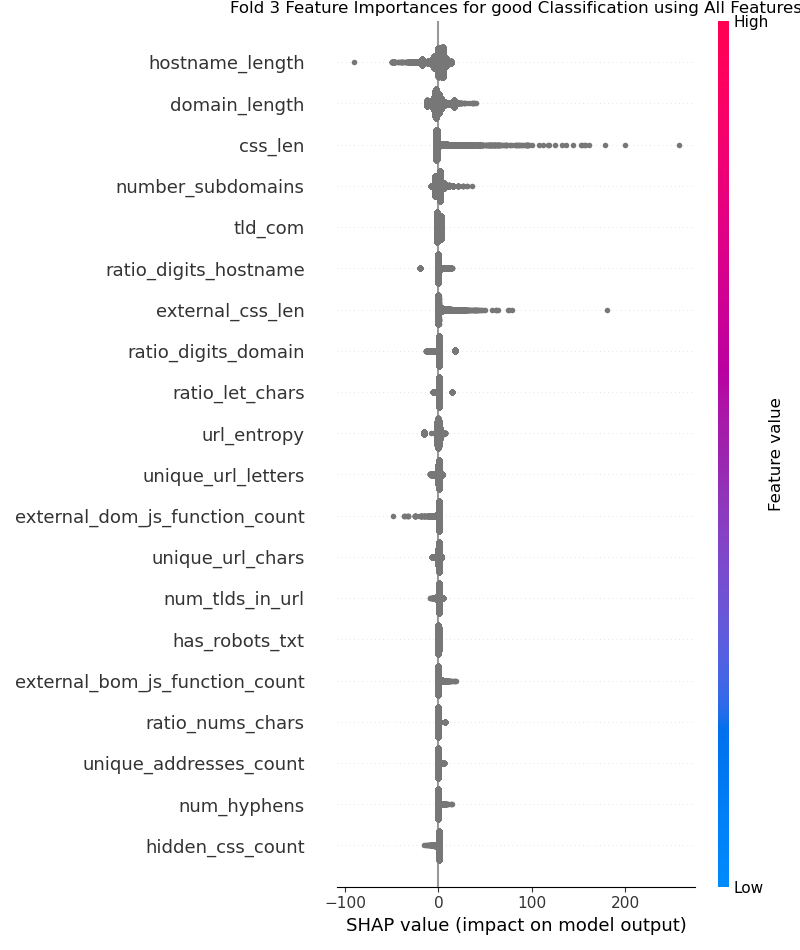 Fold 3 Feature Importances for good Classification using All Features
High
hostname_length
domain_length
css_len
number_subdomains
tld_com
ratio_digits_hostname
external_css_len
ratio_digits_domain
ratio_let_chars
url_entropy
unique_url_letters
external_dom_js_function_count
unique_url_chars
num_tlds_in_url
has_robots_txt
external_bom_js_function_count
ratio_nums_chars
unique_addresses_count
num_hyphens
hidden_css_count
Feature value
Low
−100 0 100 200
SHAP value (impact on model output)